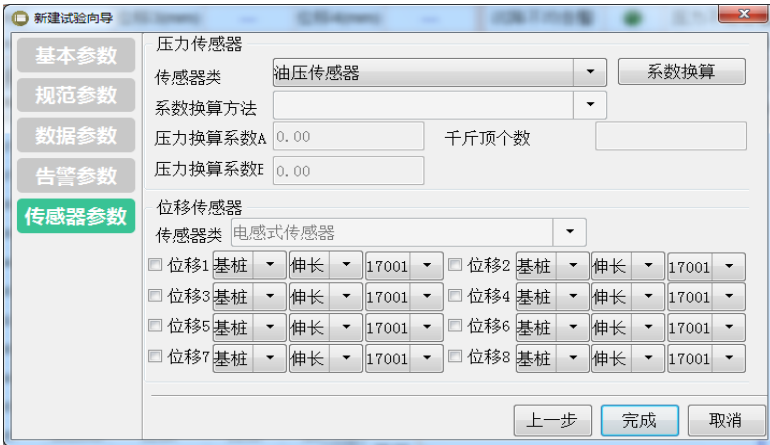 新建试验向导
基本参数
规范参数
数据参数
告警参数
传感器参数
压力传感器
传感器类 油压传感器 系数换算
系数换算方法
压力换算系数A 0.00 千斤顶个数
压力换算系数 0.00
位移传感器
传感器类 电感式传感器
位移1 基桩 伸长 17001 位移2 基桩 伸长 17001
位移3 基桩 伸长 17001 位移4 基桩 伸长 17001
位移5 基桩 伸长 17001 位移6 基桩 伸长 17001
位移7 基桩 伸长 17001 位移8 基桩 伸长 17001
上一步 完成 取消